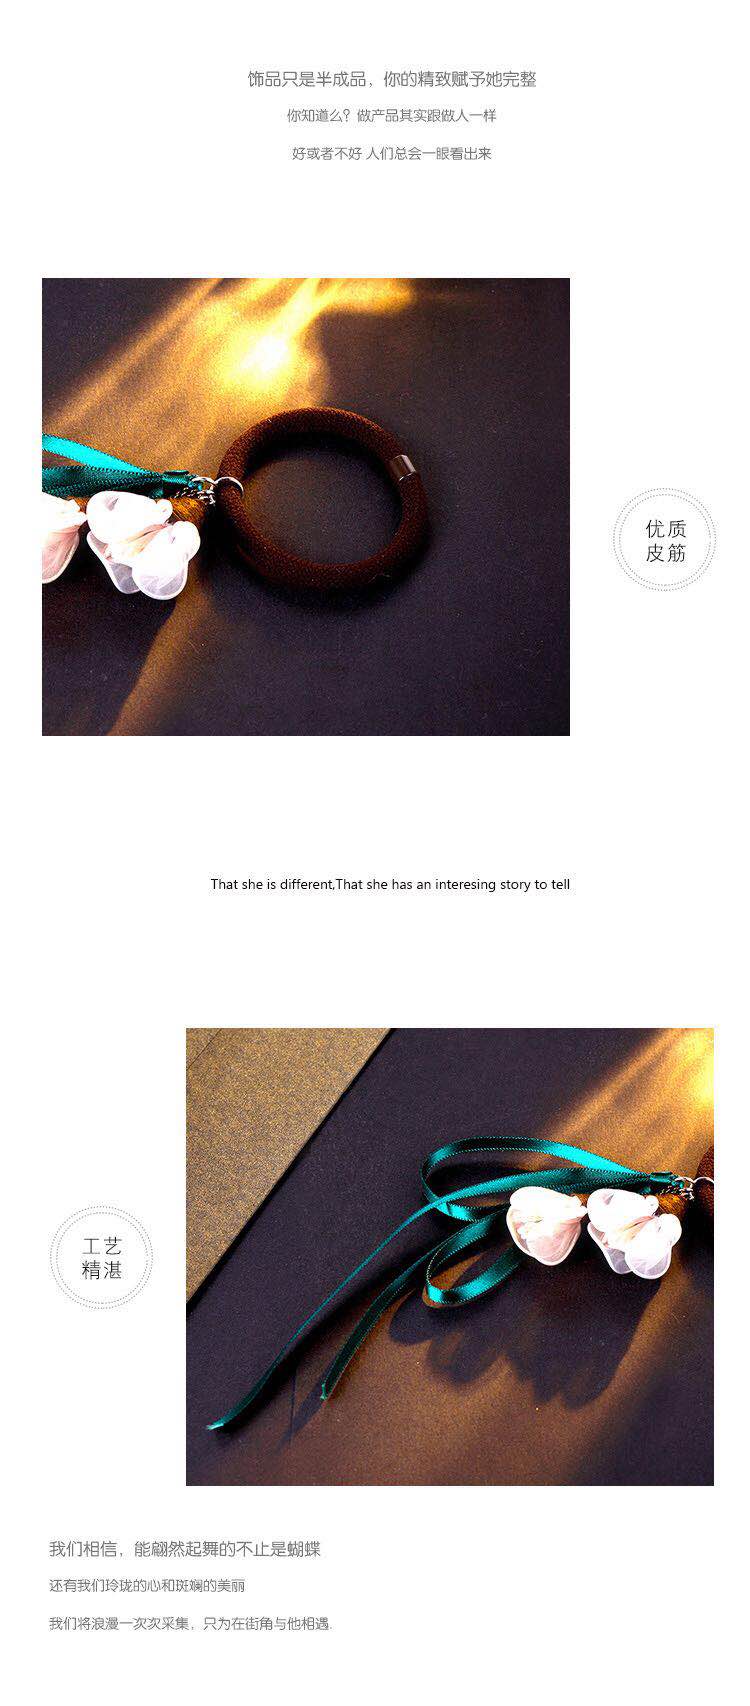 饰品只是半成品，你的精致赋予她完整
你知道么？做产品其实跟做人一样
好或者不好 人们总会一眼看出来
优质
皮筋
That she is different,That she has an interesing story to tell
工艺
精湛
我们相信，能翩然起舞的不止是蝴蝶
还有我们玲珑的心和斑斓的美丽
我们将浪漫一次次采集，只为在街角与他相遇.